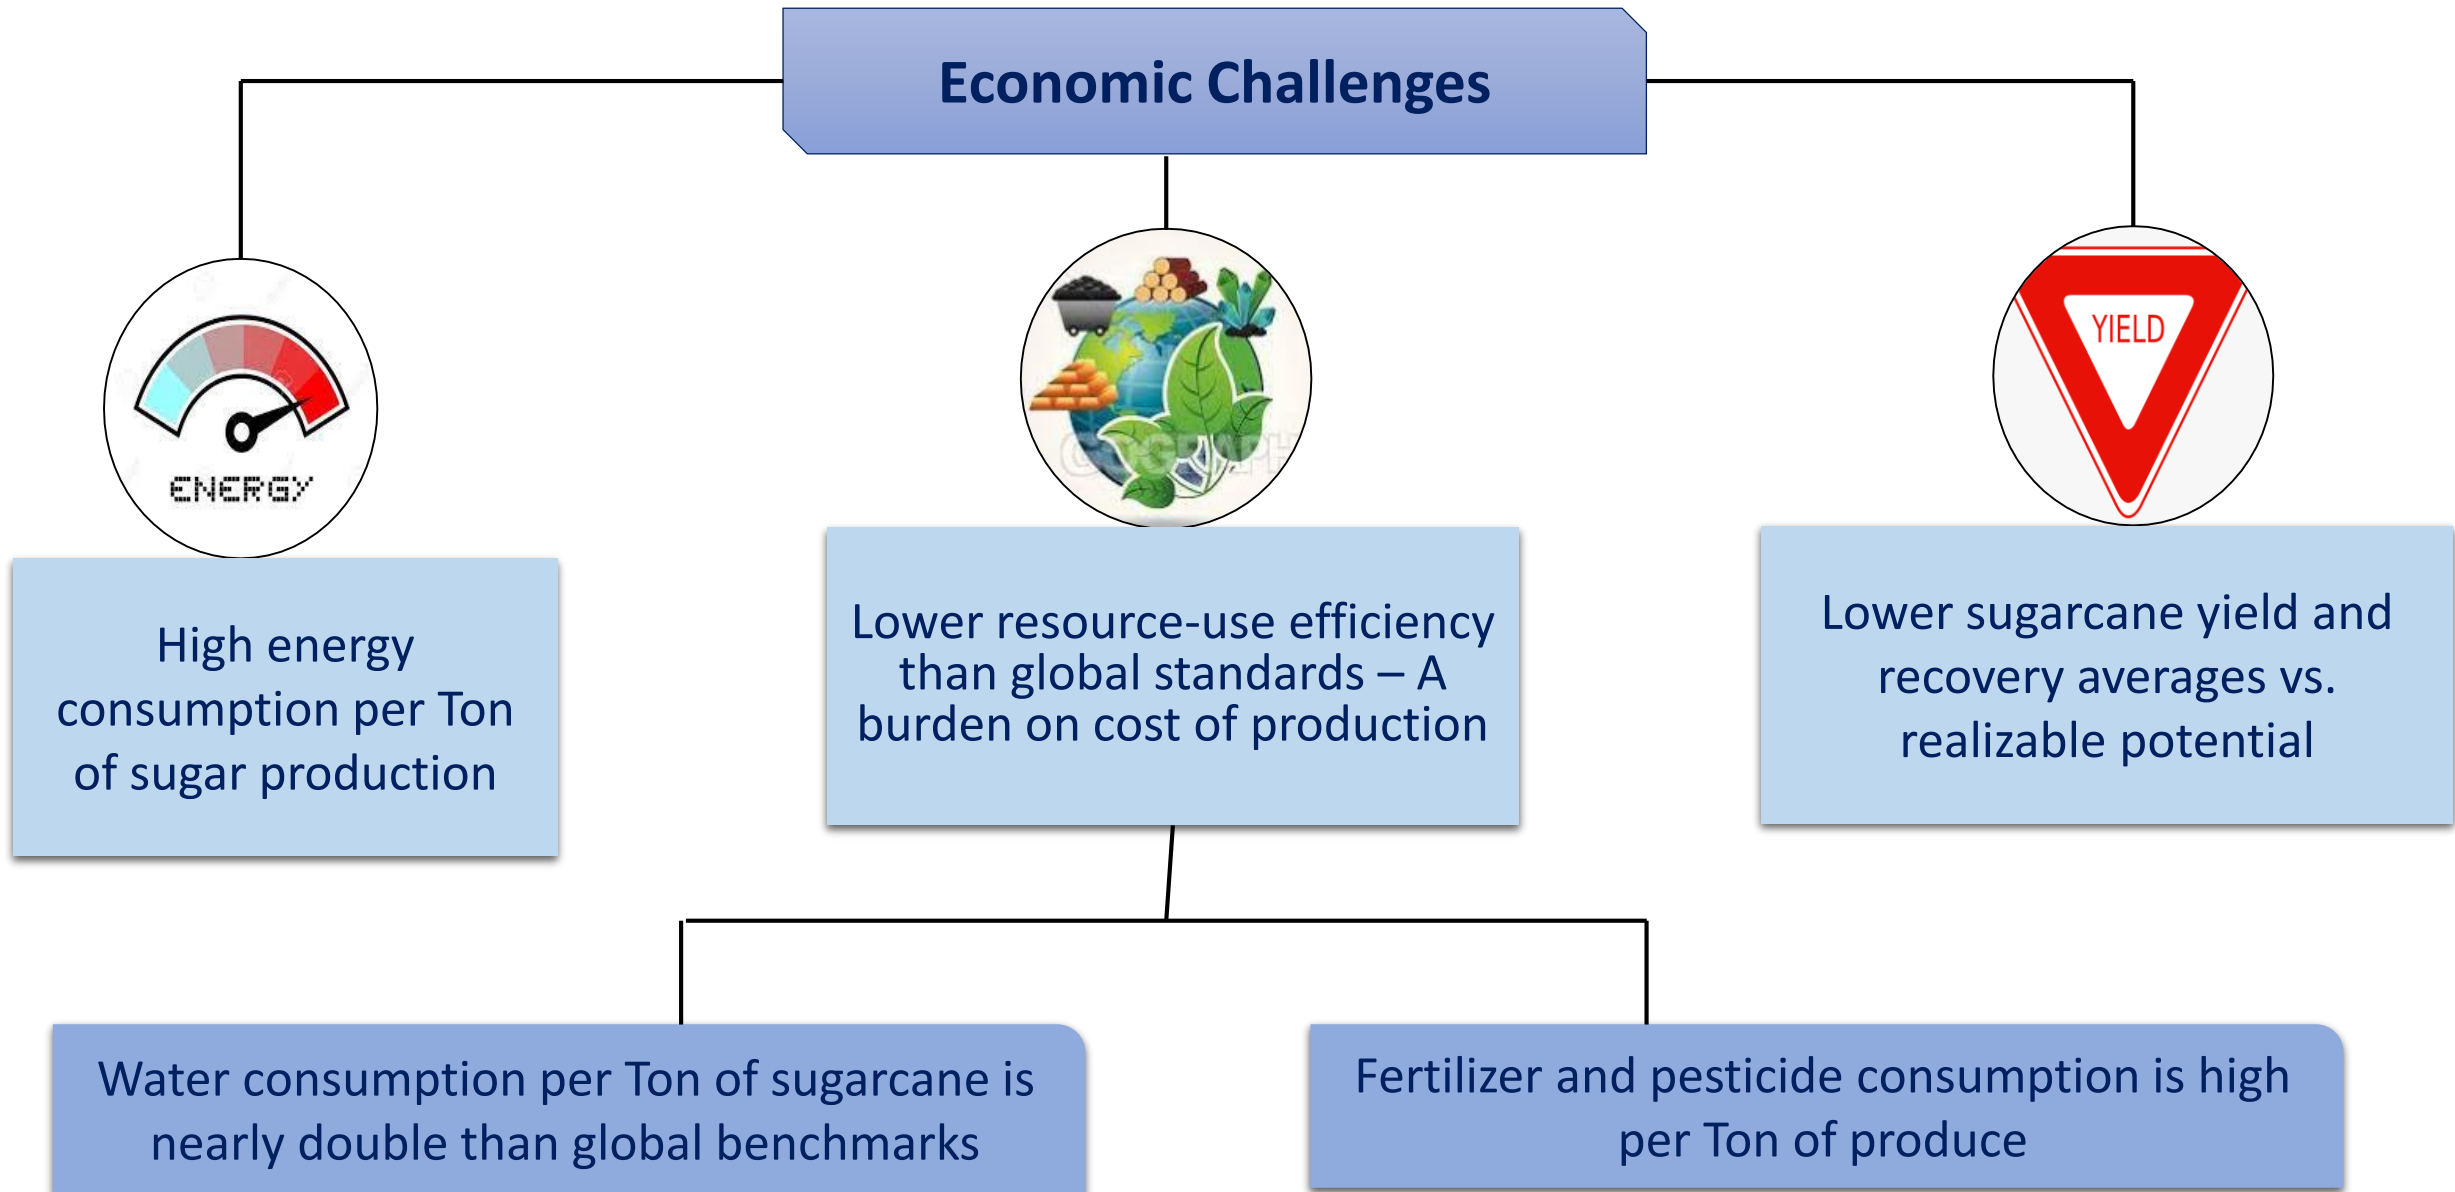 Economic Challenges
ENERGY
YIELD
High energy
consumption per Ton
of sugar production
Lower resource-use efficiency
than global standards – A
burden on cost of production
Lower sugarcane yield and
recovery averages vs.
realizable potential
Water consumption per Ton of sugarcane is
nearly double than global benchmarks
Fertilizer and pesticide consumption is high
per Ton of produce